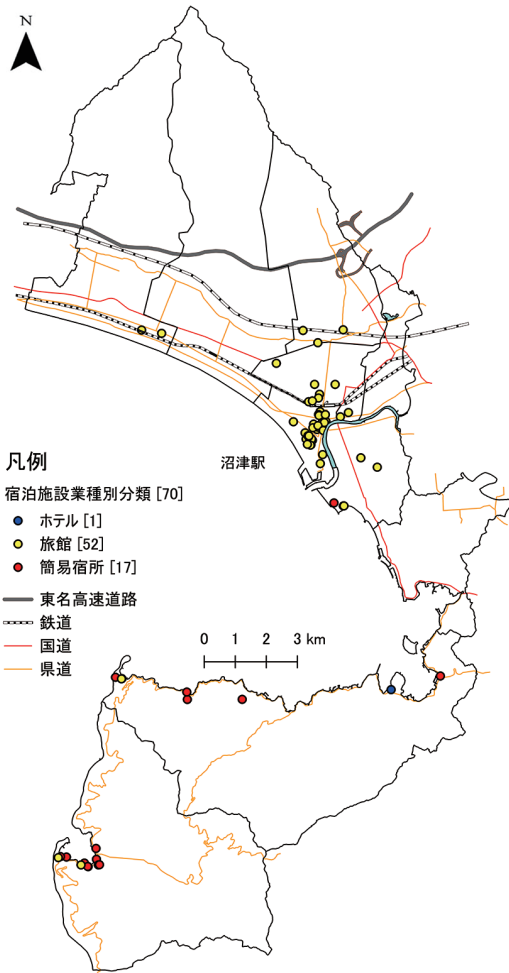 N
沼津駅
凡例
宿泊施設業種別分類 [70]
ホテル [1]
旅館 [52]
簡易宿所 [17]
東名高速道路
鉄道
国道
県道
0 1 2 3 km